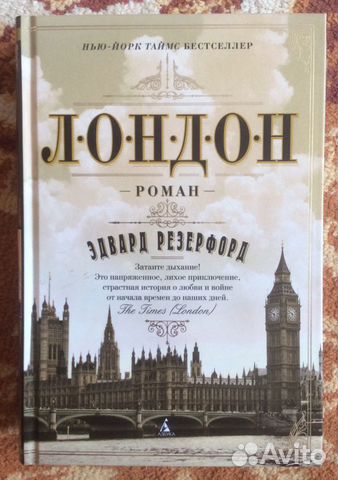 НЬЮ-ЙОРК ТАЙМС БЕСТСЕЛЛЕР
Л·О·Н·Д·О·Н
— РОМАН —
ЭДВАРД РЕЗЕРФОРД
Затаите дыхание!
Это напряженное, лихое приключение,
страстная история о любви и войне
от начала времен до наших дней.
The Times (London)
АЗБУКА
Avito